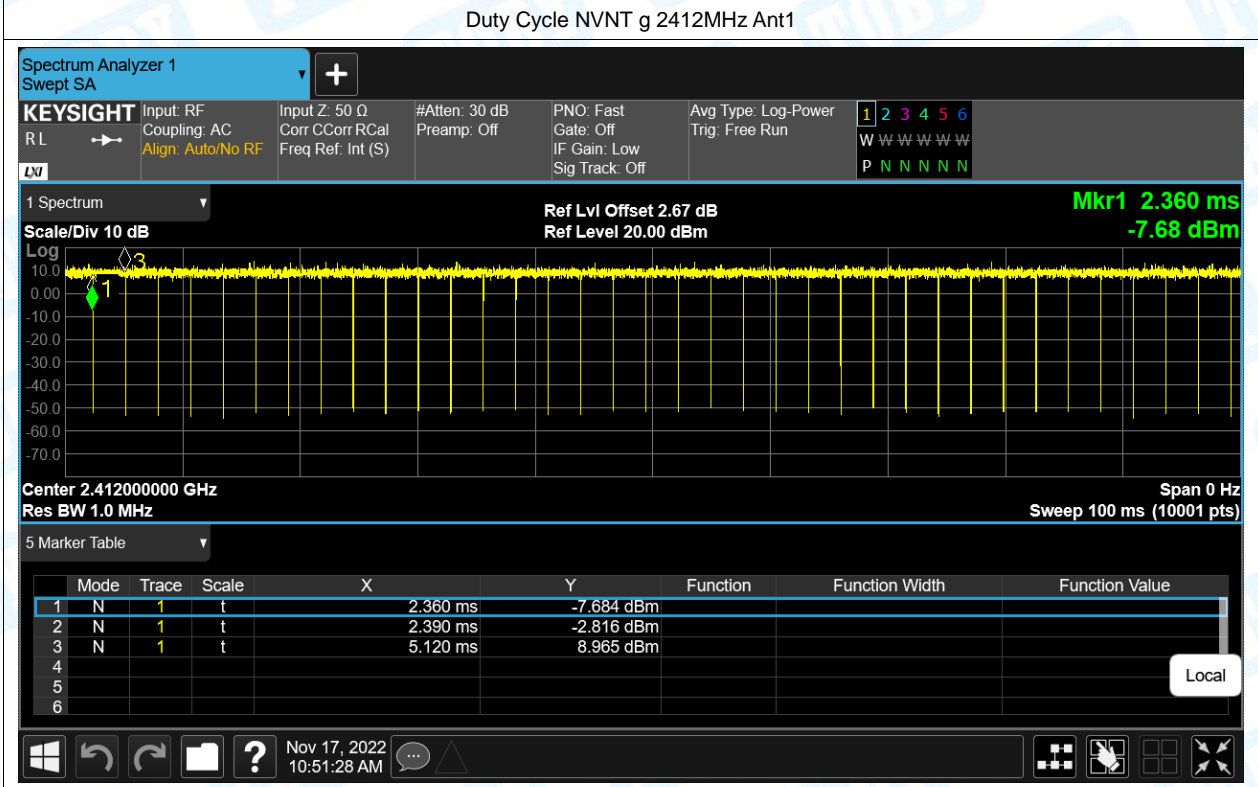 Duty Cycle NVNT g 2412MHz Ant1
Spectrum Analyzer 1
Swept SA
KEYSIGHT
R L
LXI
Input: RF
Coupling: AC
Align: Auto/No RF
Input Z: 50 Ω
Corr CCorr RCal
Freq Ref: Int (S)
#Atten: 30 dB
Preamp: Off
PNO: Fast
Gate: Off
IF Gain: Low
Sig Track: Off
Avg Type: Log-Power
Trig: Free Run
1 2 3 4 5 6
W W W W W W
P N N N N N
1 Spectrum
Scale/Div 10 dB
Ref Lvl Offset 2.67 dB
Ref Level 20.00 dBm
Mkr1 2.360 ms
-7.68 dBm
Log
10.0
0.00
-10.0
-20.0
-30.0
-40.0
-50.0
-60.0
-70.0
3
1
Center 2.412000000 GHz
Res BW 1.0 MHz
Span 0 Hz
Sweep 100 ms (10001 pts)
5 Marker Table
Mode Trace Scale X Y Function Function Width Function Value
1 N 1 t 2.360 ms -7.684 dBm
2 N 1 t 2.390 ms -2.816 dBm
3 N 1 t 5.120 ms 8.965 dBm
4
5
6
Local
?
Nov 17, 2022
10:51:28 AM